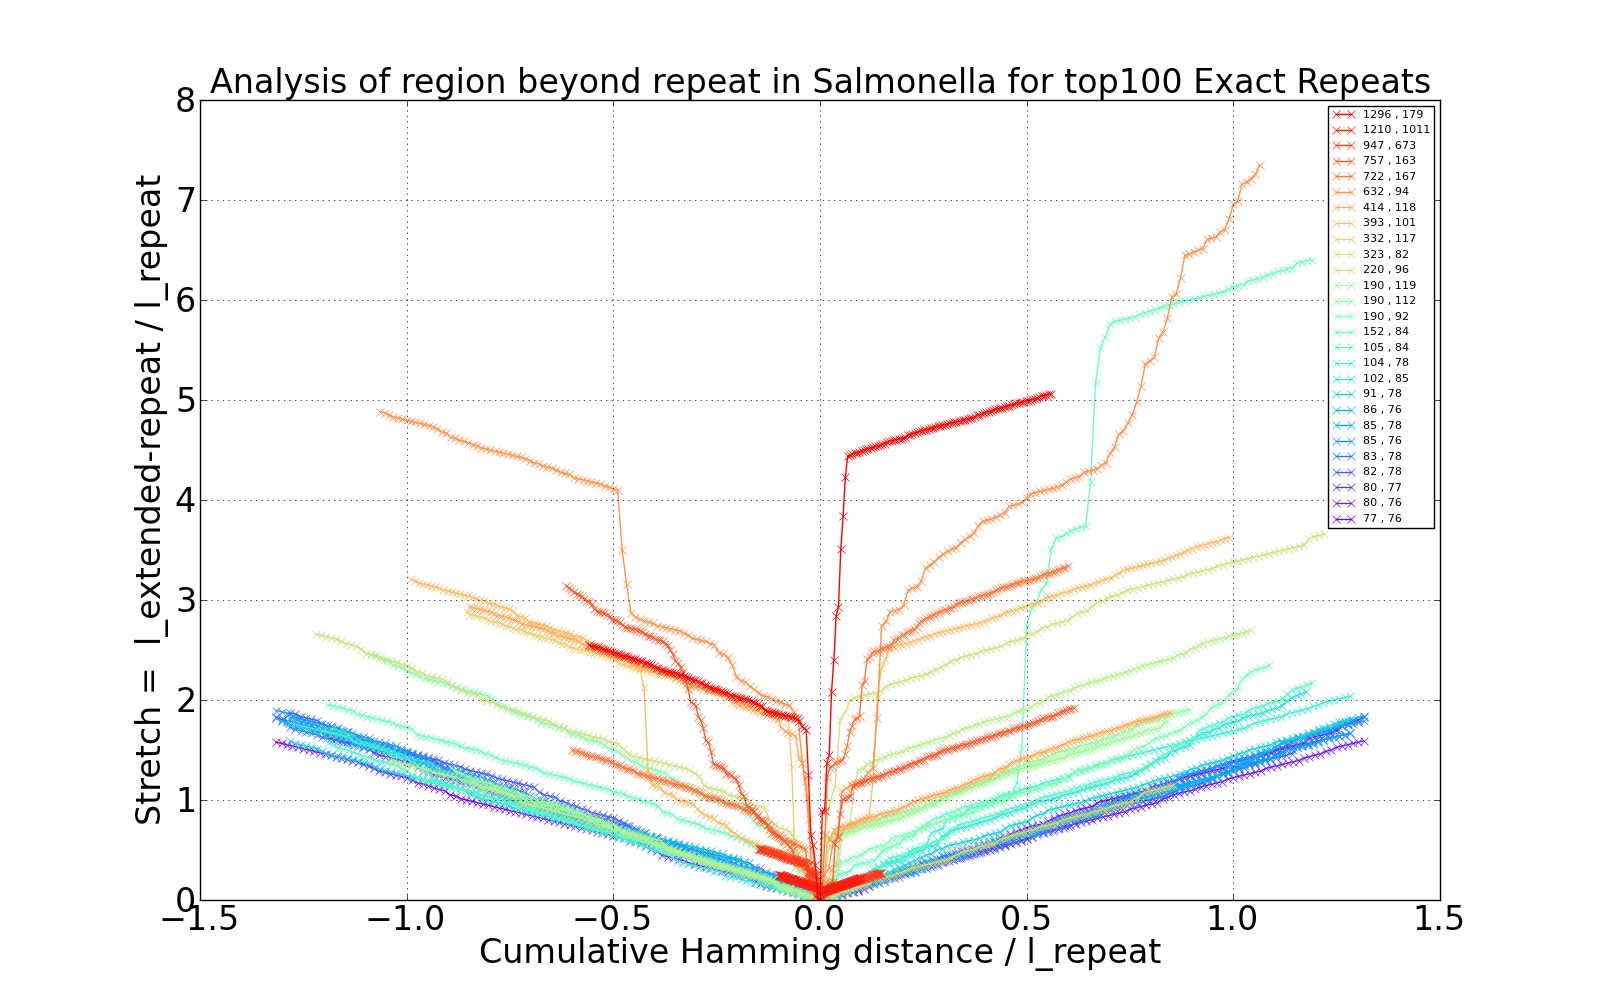 Analysis of region beyond repeat in Salmonella for top100 Exact Repeats
Stretch =  l_extended-repeat / l_repeat
8
7
6
5
4
3
2
1
0
1296 , 179
1210 , 1011
947 , 673
757 , 163
722 , 167
632 , 94
414 , 118
393 , 101
332 , 117
323 , 82
220 , 96
190 , 119
190 , 112
190 , 92
152 , 84
105 , 84
104 , 78
102 , 85
91 , 78
86 , 76
85 , 78
85 , 76
83 , 78
82 , 78
80 , 77
80 , 76
77 , 76
−1.5 −1.0 −0.5 0.0 0.5 1.0 1.5
Cumulative Hamming distance / l_repeat